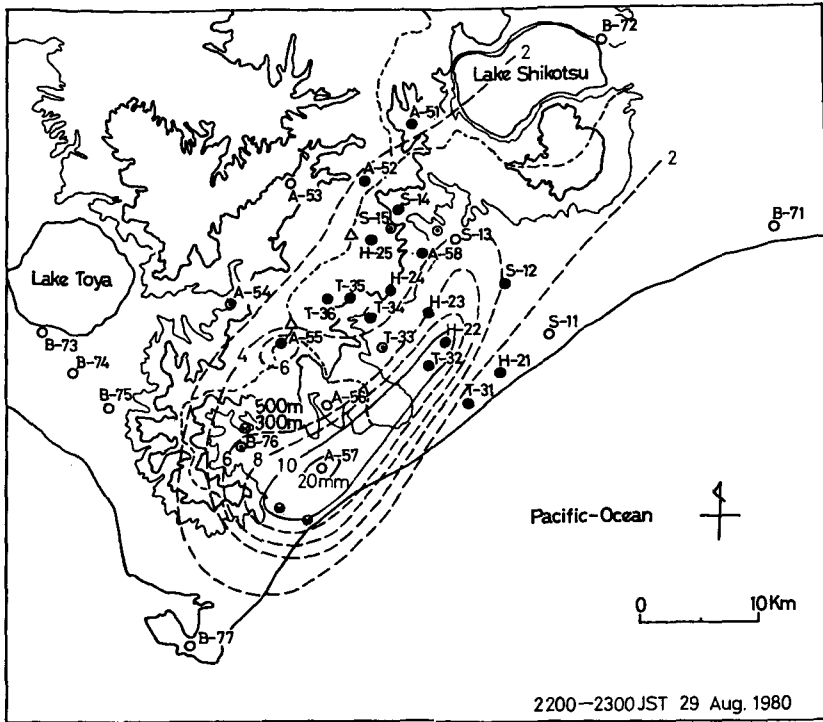 B-72
Lake Shikotsu
2
A-51
A-52
A-53
S-14
S-15
S-13
H-25
A-58
2
B-71
Lake Toya
S-12
A-54
T-35
H-24
T-36
T-34
H-23
S-11
B-73
A-55
T-33
H-22
4
6
B-74
T-32
H-21
B-75
A-56
T-31
500m
300m
B-76
6
8
10
A-57
20mm
Pacific-Ocean
0
10Km
B-77
2200-2300JST 29 Aug. 1980